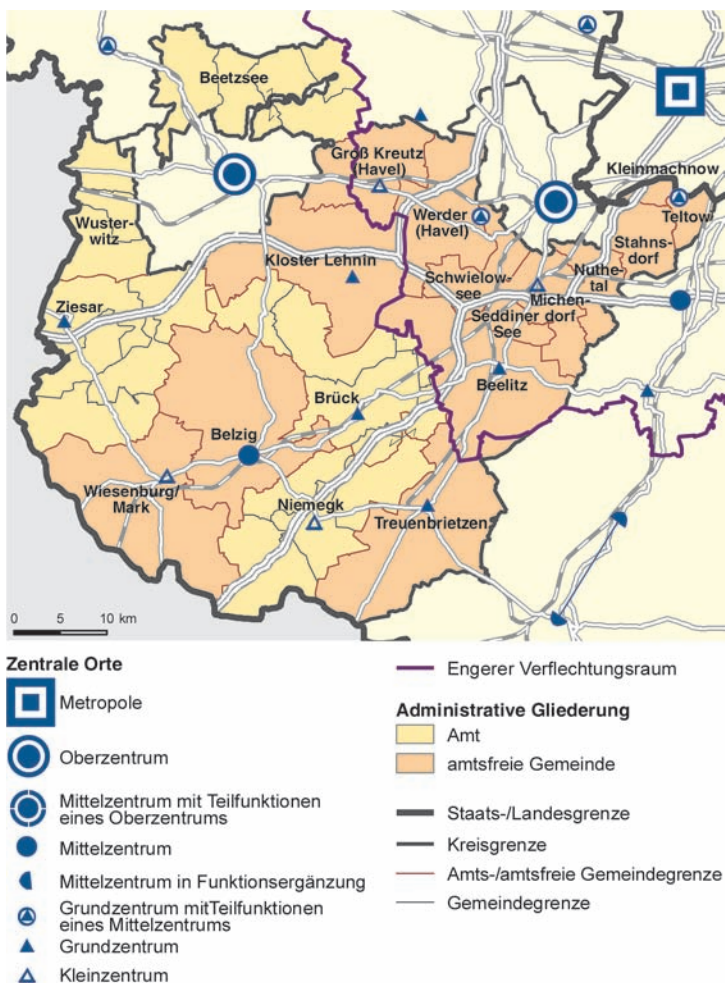 Beetzsee
Groß Kreutz
(Havel)
Kleinmachnow
Wuster-
witz
Werder
(Havel)
Teltow
Stahns-
dorf
Kloster Lehnin
Schwielow-
see
Nuthe-
tal
Ziesar
Michen-
Seddiner dorf
See
Brück
Beelitz
Belzig
Wiesenburg/
Mark
Niemegk
Treuenbrietzen
0 5 10 km
Zentrale Orte
Metropole
Oberzentrum
Mittelzentrum mit Teilfunktionen
eines Oberzentrums
Mittelzentrum
Mittelzentrum in Funktionsergänzung
Grundzentrum mitTeilfunktionen
eines Mittelzentrums
Grundzentrum
Kleinzentrum
Engerer Verflechtungsraum
Administrative Gliederung
Amt
amtsfreie Gemeinde
Staats-/Landesgrenze
Kreisgrenze
Amts-/amtsfreie Gemeindegrenze
Gemeindegrenze